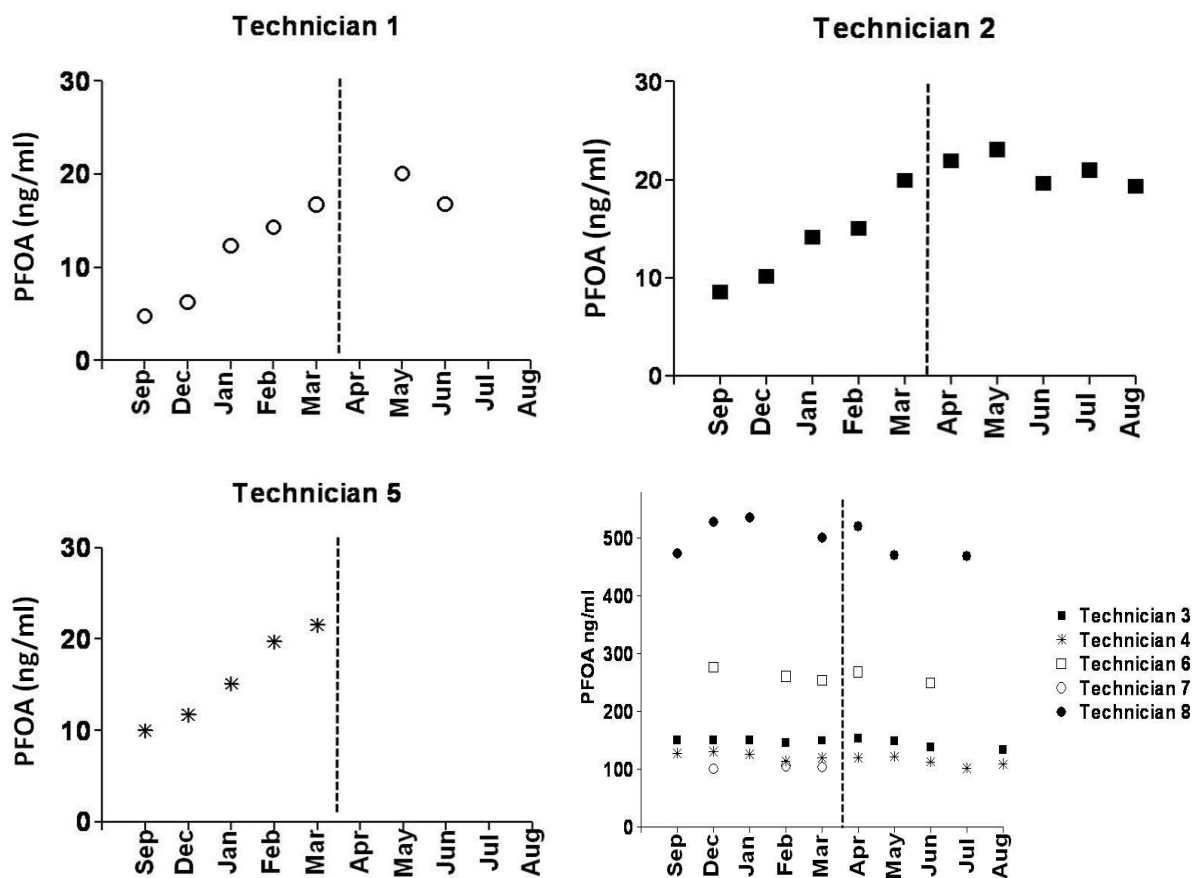 Technician 1
PFOA (ng/ml)
30
20
10
0
Sep
Dec
Jan
Feb
Mar
Apr
May
Jun
Jul
Aug
Technician 2
PFOA (ng/ml)
30
20
10
0
Sep
Dec
Jan
Feb
Mar
Apr
May
Jun
Jul
Aug
Technician 5
PFOA (ng/ml)
30
20
10
0
Sep
Dec
Jan
Feb
Mar
Apr
May
Jun
Jul
Aug
PFOA ng/ml
500
400
300
200
100
0
Sep
Dec
Jan
Feb
Mar
Apr
May
Jun
Jul
Aug
Technician 3
Technician 4
Technician 6
Technician 7
Technician 8